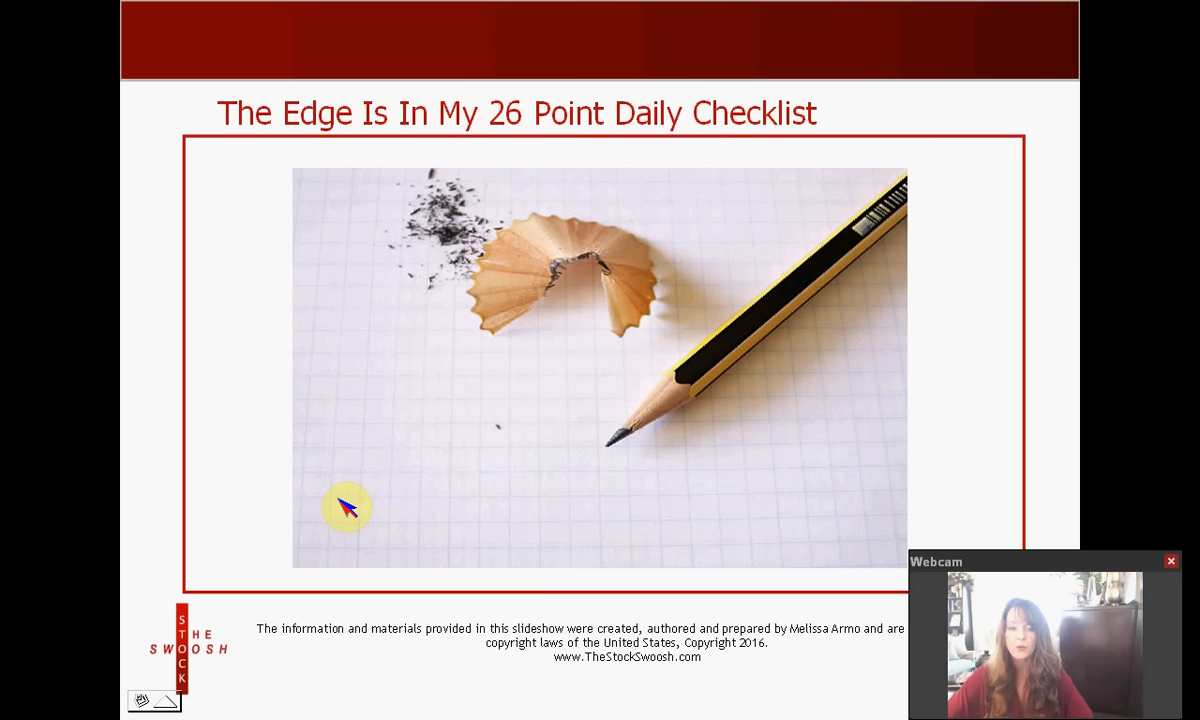 The Edge Is In My 26 Point Daily Checklist
THE
STOCK
SWOOSH
The information and materials provided in this slideshow were created, authored and prepared by Melissa Armo and are
copyright laws of the United States, Copyright 2016.
www.TheStockSwoosh.com
Webcam